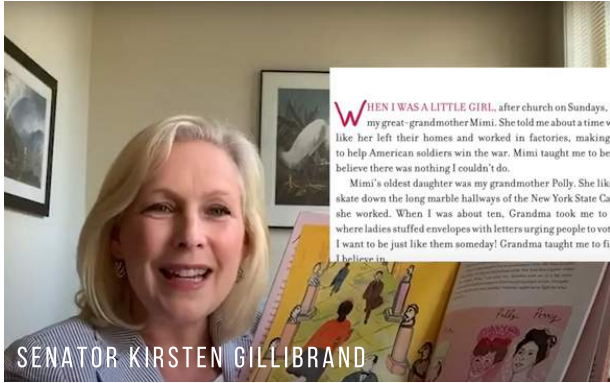 WHEN I WAS A LITTLE GIRL, after church on Sundays,
my great-grandmother Mimi. She told me about a time
like her left their homes and worked in factories, making
to help American soldiers win the war. Mimi taught me to
believe there was nothing I couldn't do.
Mimi's oldest daughter was my grandmother Polly. She
skate down the long marble hallways of the New York State
she worked. When I was about ten, Grandma took me to
where ladies stuffed envelopes with letters urging people to
I want to be just like them someday! Grandma taught me to
I believe in.
Polly Penny
SENATOR KIRSTEN GILLIBRAND